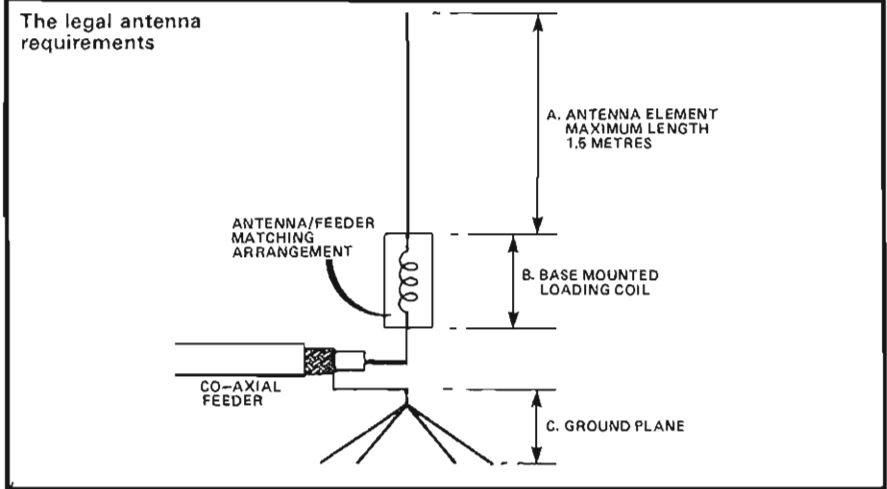 The legal antenna
requirements
A. ANTENNA ELEMENT
MAXIMUM LENGTH
1.5 METRES
ANTENNA/FEEDER
MATCHING
ARRANGEMENT
B. BASE MOUNTED
LOADING COIL
CO-AXIAL
FEEDER
C. GROUND PLANE